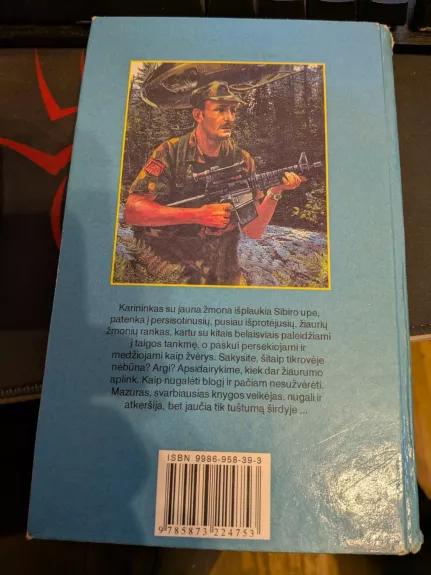 Karininkas su jauna žmona išplaukia Sibiro upe,
patenka į persisotinusių, pusiau išprotėjusių, žiaurių
žmonių rankas, kartu su kitais belaisviais paleidžiami
į taigos tankmę, o paskui persekiojami ir
medžiojami kaip žvėrys. Sakysite, šitaip tikrovėje
nebūna? Argi? Apsidairykime, kiek dar žiaurumo
aplink. Kaip nugalėti blogį ir pačiam nesužvėrėti.
Mazuras, svarbiausias knygos veikėjas, nugali ir
atkeršija, bet jaučia tik tuštumą širdyje ...
ISBN 9986-958-39-3
9 785873 224753